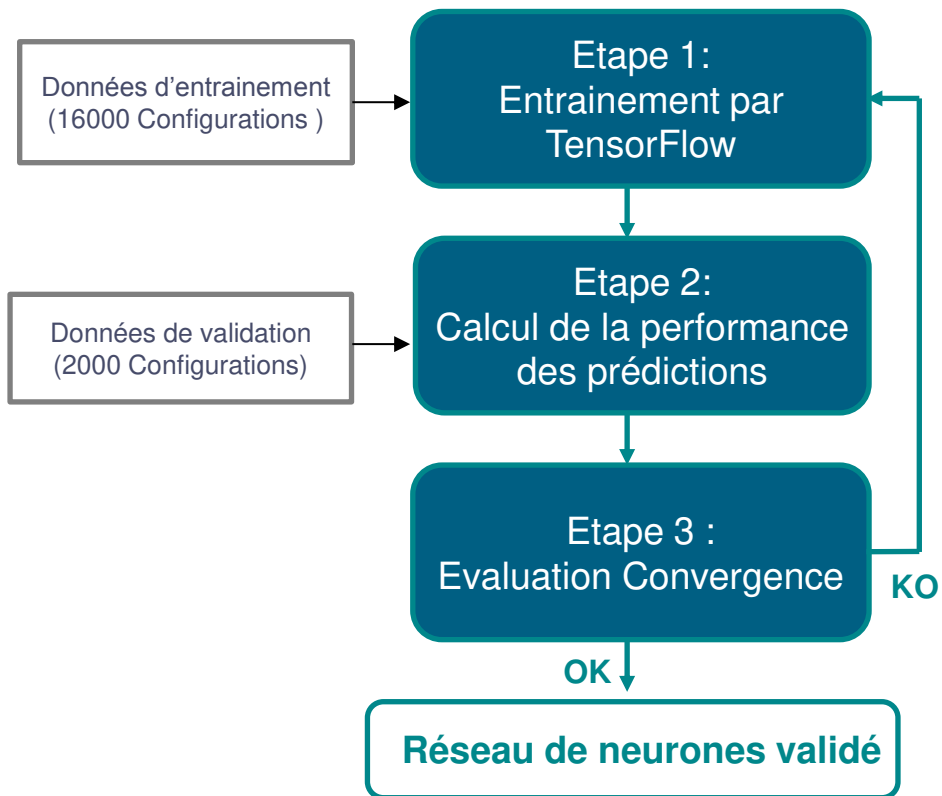 Données d'entrainement
(16000 Configurations )
Etape 1:
Entrainement par
TensorFlow
Données de validation
(2000 Configurations)
Etape 2:
Calcul de la performance
des prédictions
Etape 3 :
Evaluation Convergence
KO
OK
Réseau de neurones validé